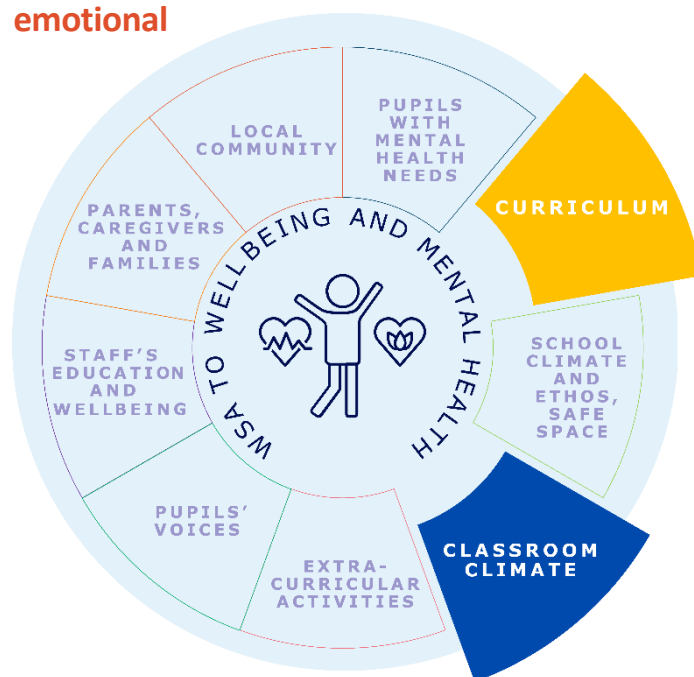 emotional
PUPILS
WITH
MENTAL
HEALTH
NEEDS
CURRICULUM
SCHOOL
CLIMATE
AND
ETHOS,
SAFE
SPACE
CLASSROOM
CLIMATE
EXTRA-
CURRICULAR
ACTIVITIES
PUPILS’
VOICES
STAFF’S
EDUCATION
AND
WELLBEING
PARENTS,
CAREGIVERS
AND
FAMILIES
LOCAL
COMMUNITY
WSA TO WELLBEING AND MENTAL HEALTH